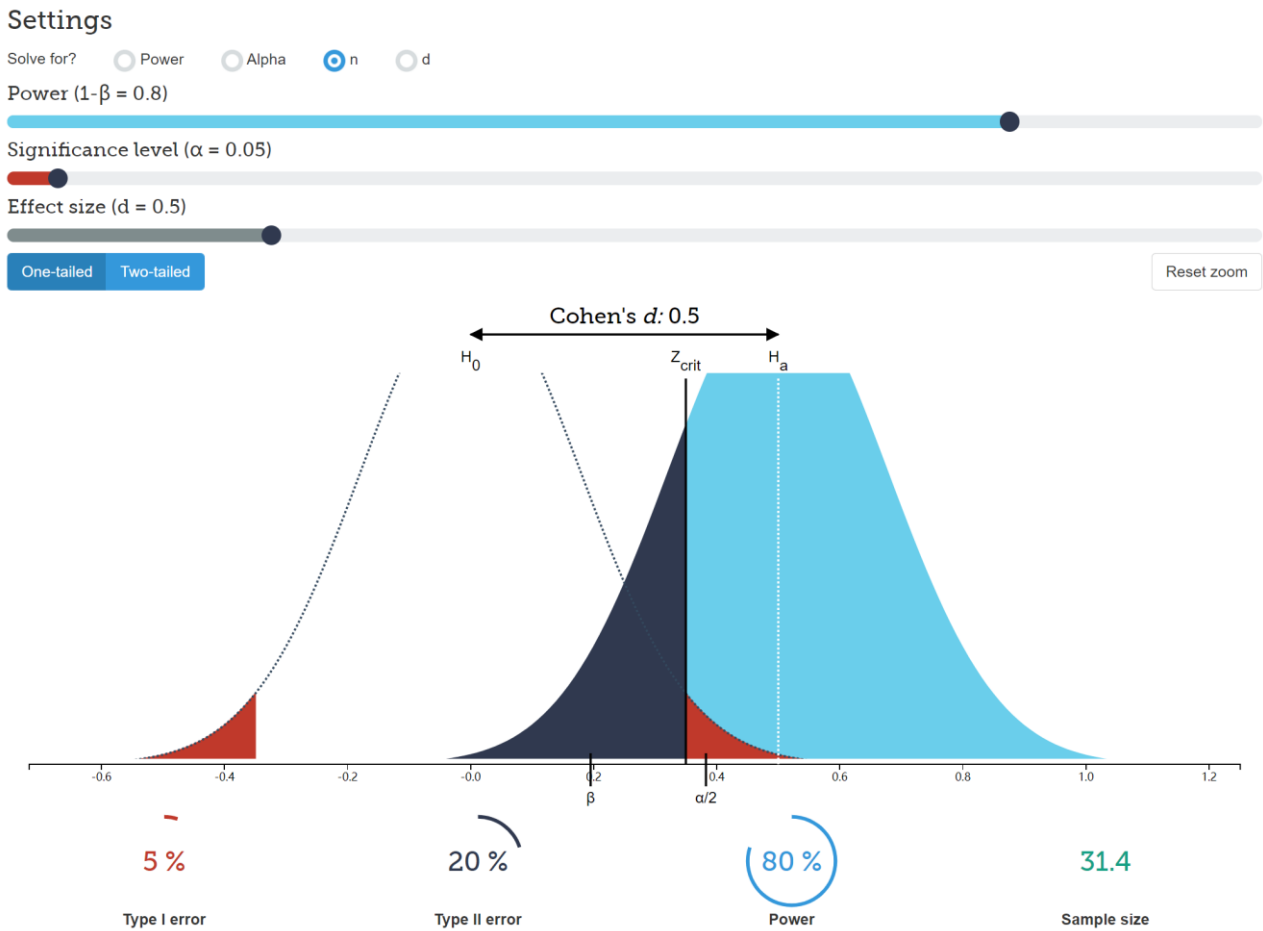 Settings
Solve for? Power Alpha n d
Power (1-β = 0.8)
Significance level (α = 0.05)
Effect size (d = 0.5)
One-tailed Two-tailed Reset zoom
Cohen's d: 0.5
H0 Zcrit Ha
-0.6 -0.4 -0.2 -0.0 0.2 0.4 0.6 0.8 1.0 1.2
β α/2
5 % 20 % 80 % 31.4
Type I error Type II error Power Sample size